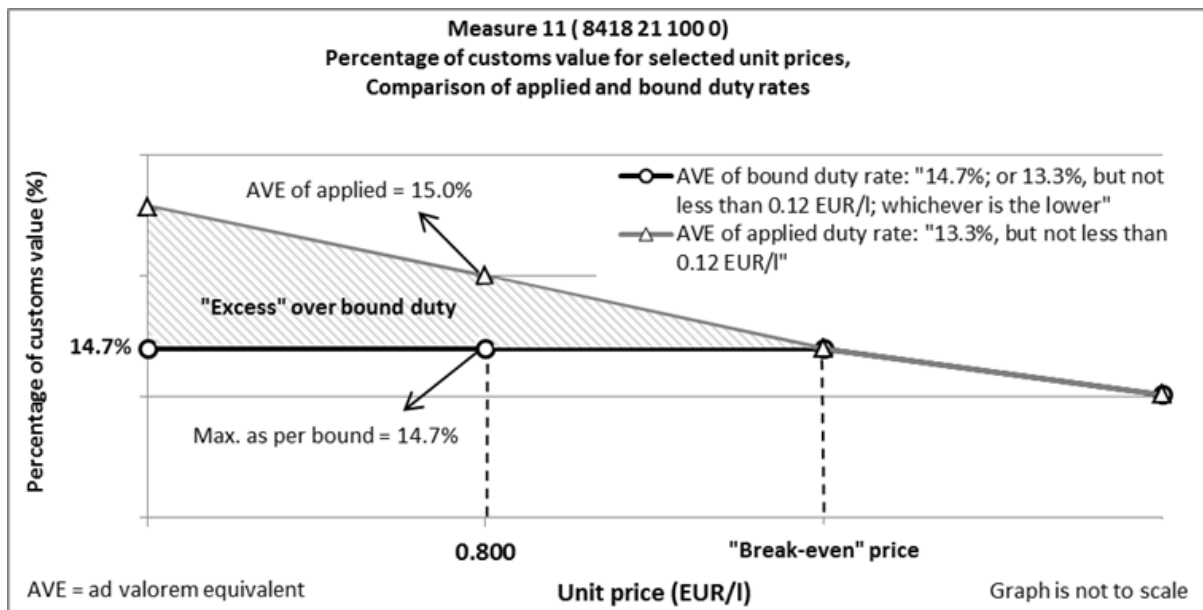 Measure 11 ( 8418 21 100 0)
Percentage of customs value for selected unit prices,
Comparison of applied and bound duty rates
Percentage of customs value (%)
AVE of applied = 15.0%
AVE of bound duty rate: "14.7%; or 13.3%, but not
less than 0.12 EUR/l; whichever is the lower"
AVE of applied duty rate: "13.3%, but not less than
0.12 EUR/l"
"Excess" over bound duty
14.7%
Max. as per bound = 14.7%
0.800
"Break-even" price
AVE = ad valorem equivalent
Unit price (EUR/l)
Graph is not to scale